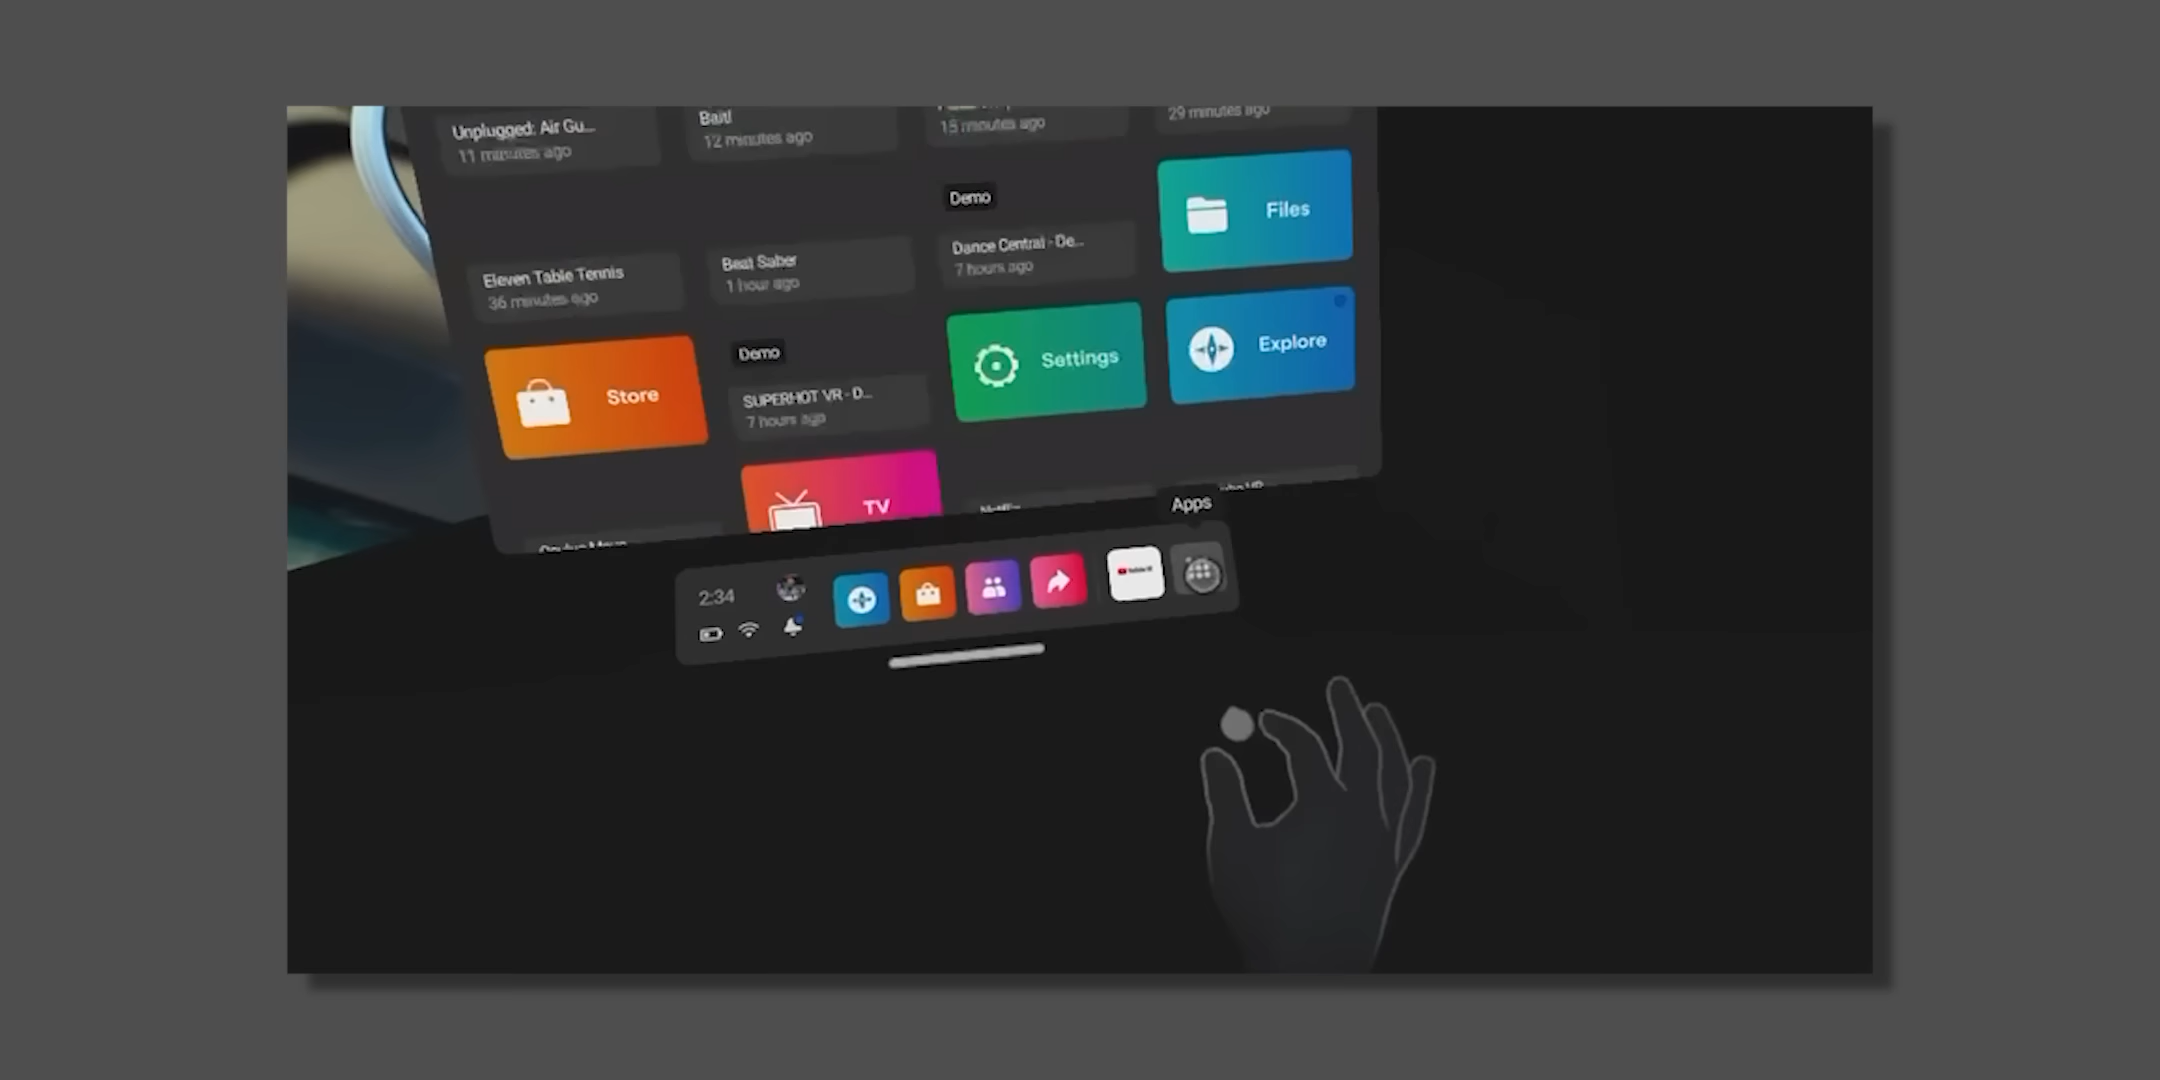 Unplugged: Air Gu...
11 minutes ago
Bait!
12 minutes ago
15 minutes ago
29 minutes ago
Eleven Table Tennis
36 minutes ago
Beat Saber
1 hour ago
Demo
Dance Central - De...
7 hours ago
Files
Store
Demo
SUPERHOT VR - D...
7 hours ago
Settings
Explore
TV
Apps
2:34